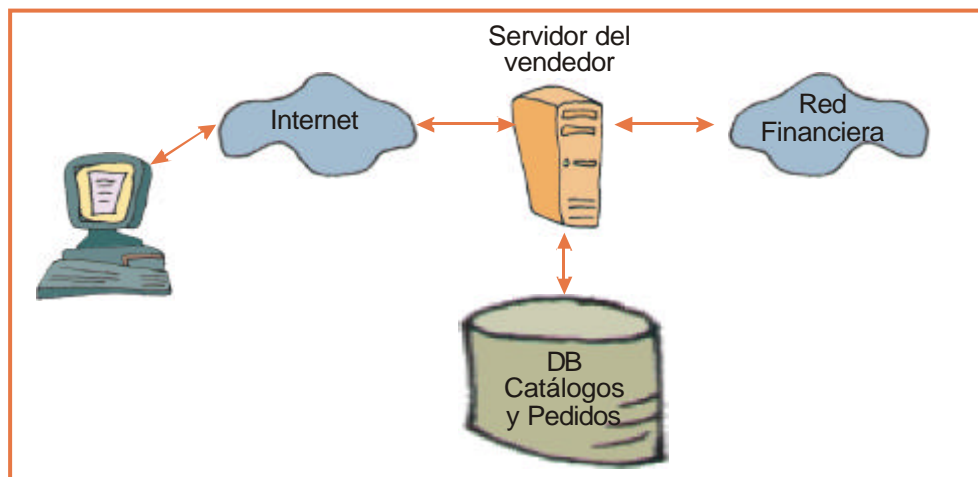 Servidor del
vendedor
Internet
Red
Financiera
DB
Catálogos
y Pedidos